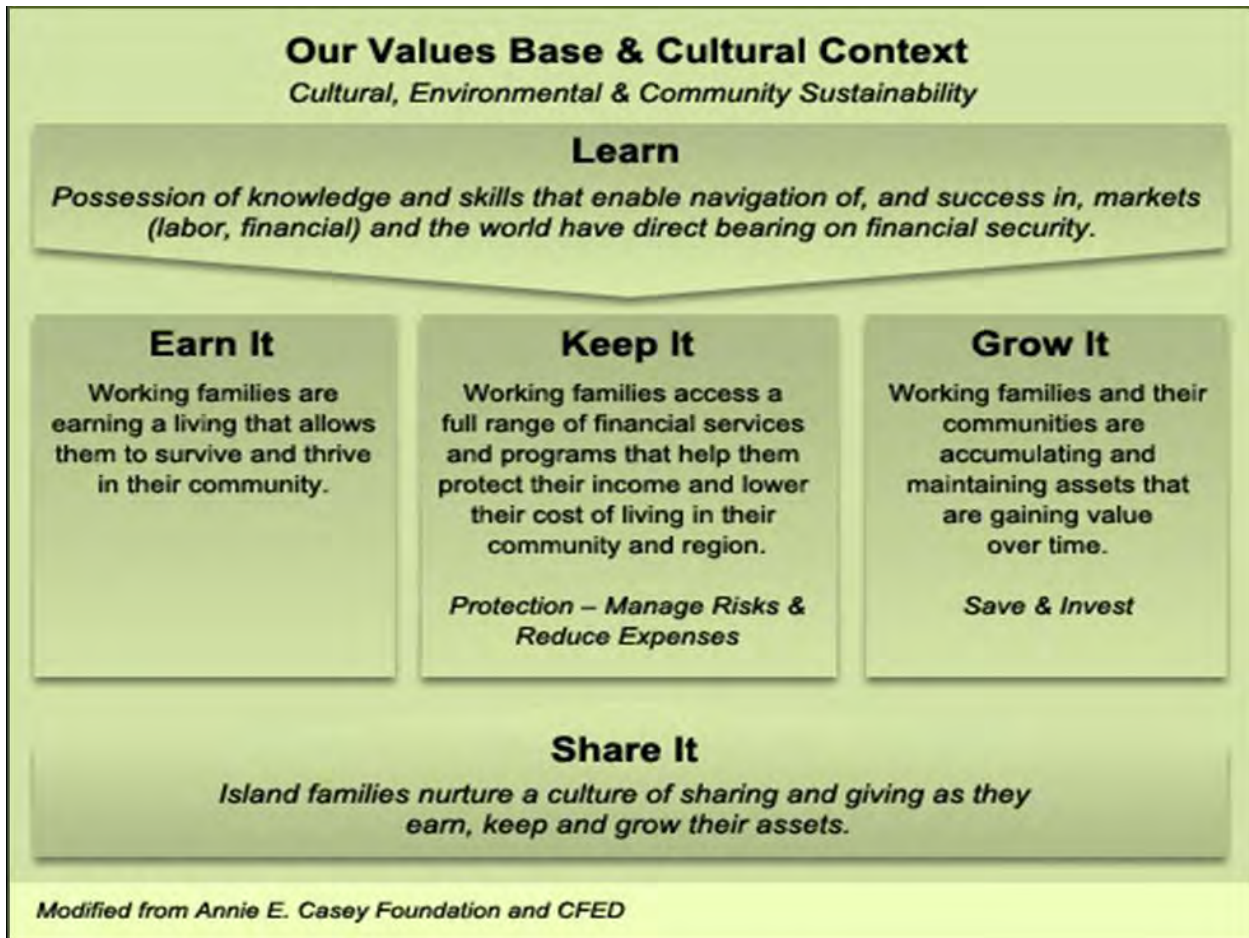 Our Values Base & Cultural Context
Cultural, Environmental & Community Sustainability
Learn
Possession of knowledge and skills that enable navigation of, and success in, markets
(labor, financial) and the world have direct bearing on financial security.
Earn It
Working families are
earning a living that allows
them to survive and thrive
in their community.
Keep It
Working families access a
full range of financial services
and programs that help them
protect their income and lower
their cost of living in their
community and region.
Protection – Manage Risks &
Reduce Expenses
Grow It
Working families and their
communities are
accumulating and
maintaining assets that
are gaining value
over time.
Save & Invest
Share It
Island families nurture a culture of sharing and giving as they
earn, keep and grow their assets.
Modified from Annie E. Casey Foundation and CFED